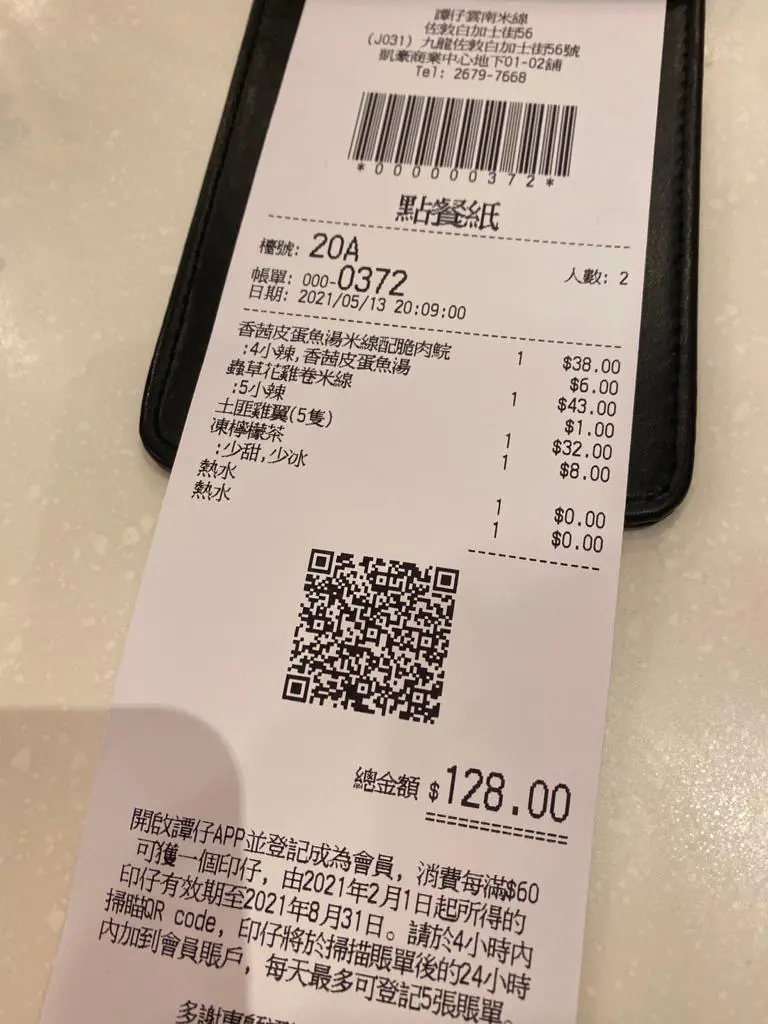 譚仔雲南米線
佐敦白加士街56
(J031) 九龍佐敦白加士街56號
凱豪商業中心地下01-02舖
Tel: 2679-7668
*000000372*
點餐紙
檯號: 20A 人數: 2
帳單: 000-0372
日期: 2021/05/13 20:09:00
香茜皮蛋魚湯米線配脆肉鯇 1 $38.00
:4小辣,香茜皮蛋魚湯 $6.00
蟲草花雞卷米線 1 $43.00
:5小辣 $1.00
土匪雞翼(5隻) 1 $32.00
凍檸檬茶 1 $8.00
:少甜,少冰
熱水 1 $0.00
熱水 1 $0.00
總金額 $128.00
開啟譚仔APP並登記成為會員, 消費每滿$60
可獲一個印仔, 由2021年2月1日起所得的
印仔有效期至2021年8月31日。請於4小時內
掃瞄QR code, 印仔將於掃描賬單後的24小時
內加到會員賬戶, 每天最多可登記5張賬單。
多謝惠顧